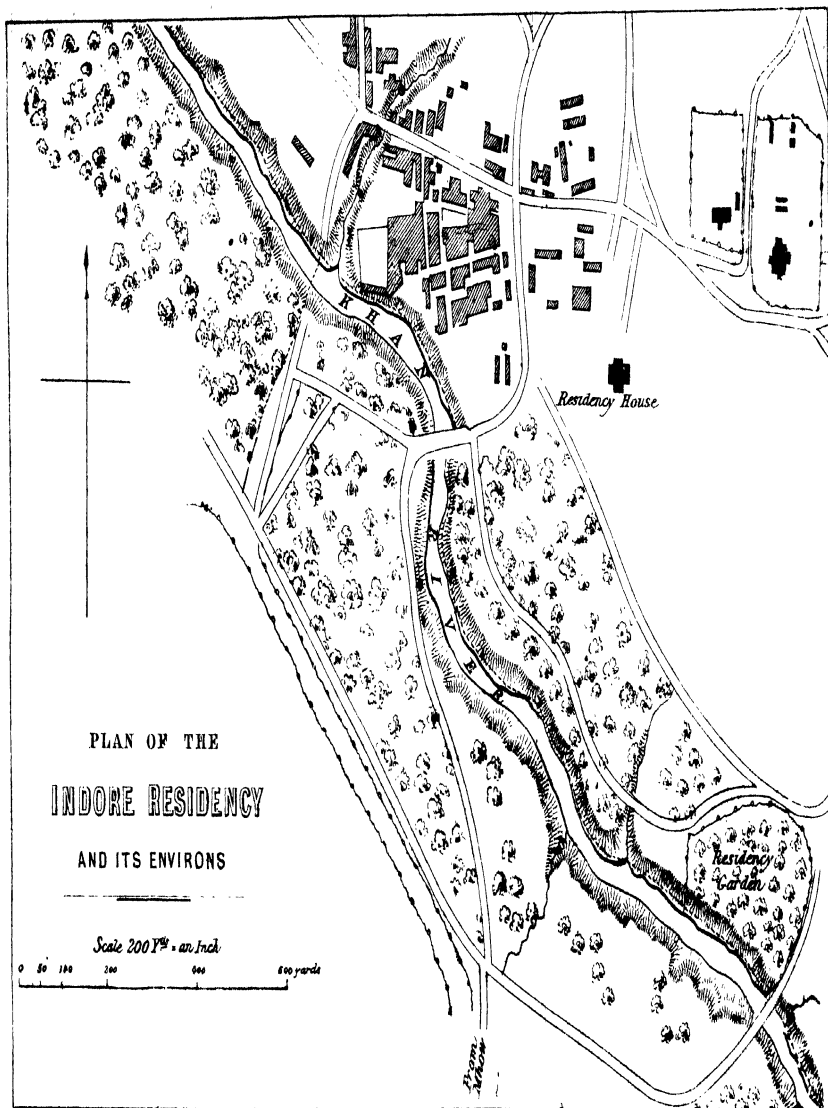 KHAN
RIVER
Residency House
PLAN OF THE
INDORE RESIDENCY
AND ITS ENVIRONS
Scale 200 Yds = an Inch
0 50 100 200 400 600 yards
Residency
Garden
From
Mhow